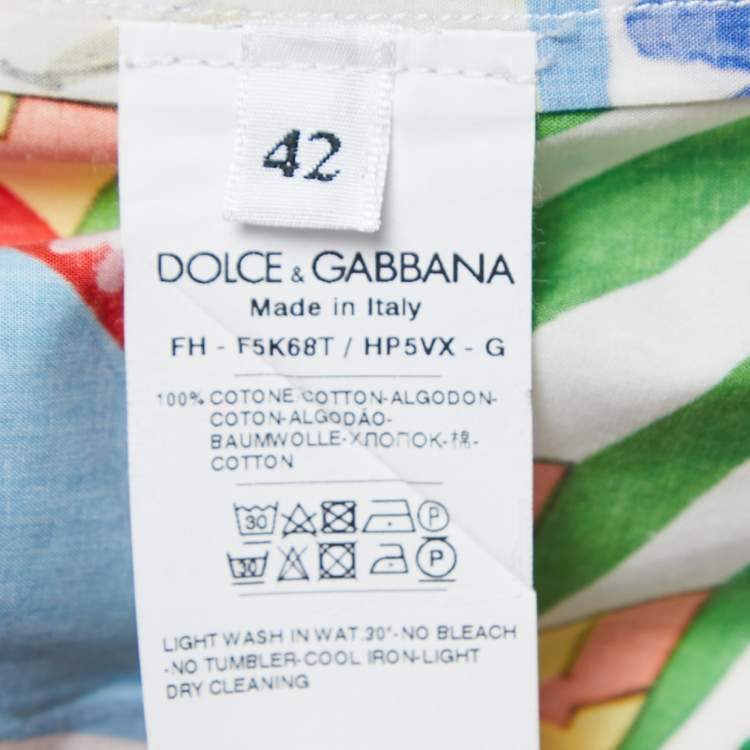 42
DOLCE & GABBANA
Made in Italy
FH - F5K68T / HP5VX - G
100% COTONE-COTTON-ALGODON-
COTON-ALGODÃO-
BAUMWOLLE-ХЛОПОК-棉-
COTTON
30 P
30 P
LIGHT WASH IN WAT.30°-NO BLEACH
-NO TUMBLER-COOL IRON-LIGHT
DRY CLEANING